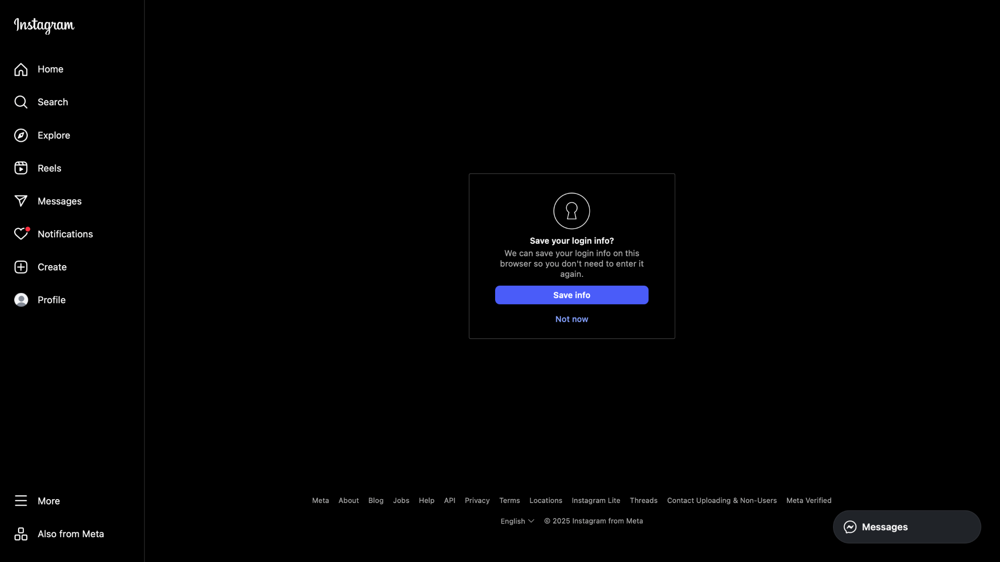 Instagram
Home
Search
Explore
Reels
Messages
Notifications
Create
Profile
More
Also from Meta
Save your login info?
We can save your login info on this
browser so you don't need to enter it
again.
Save info
Not now
Meta About Blog Jobs Help API Privacy Terms Locations Instagram Lite Threads Contact Uploading & Non-Users Meta Verified
English © 2025 Instagram from Meta
Messages